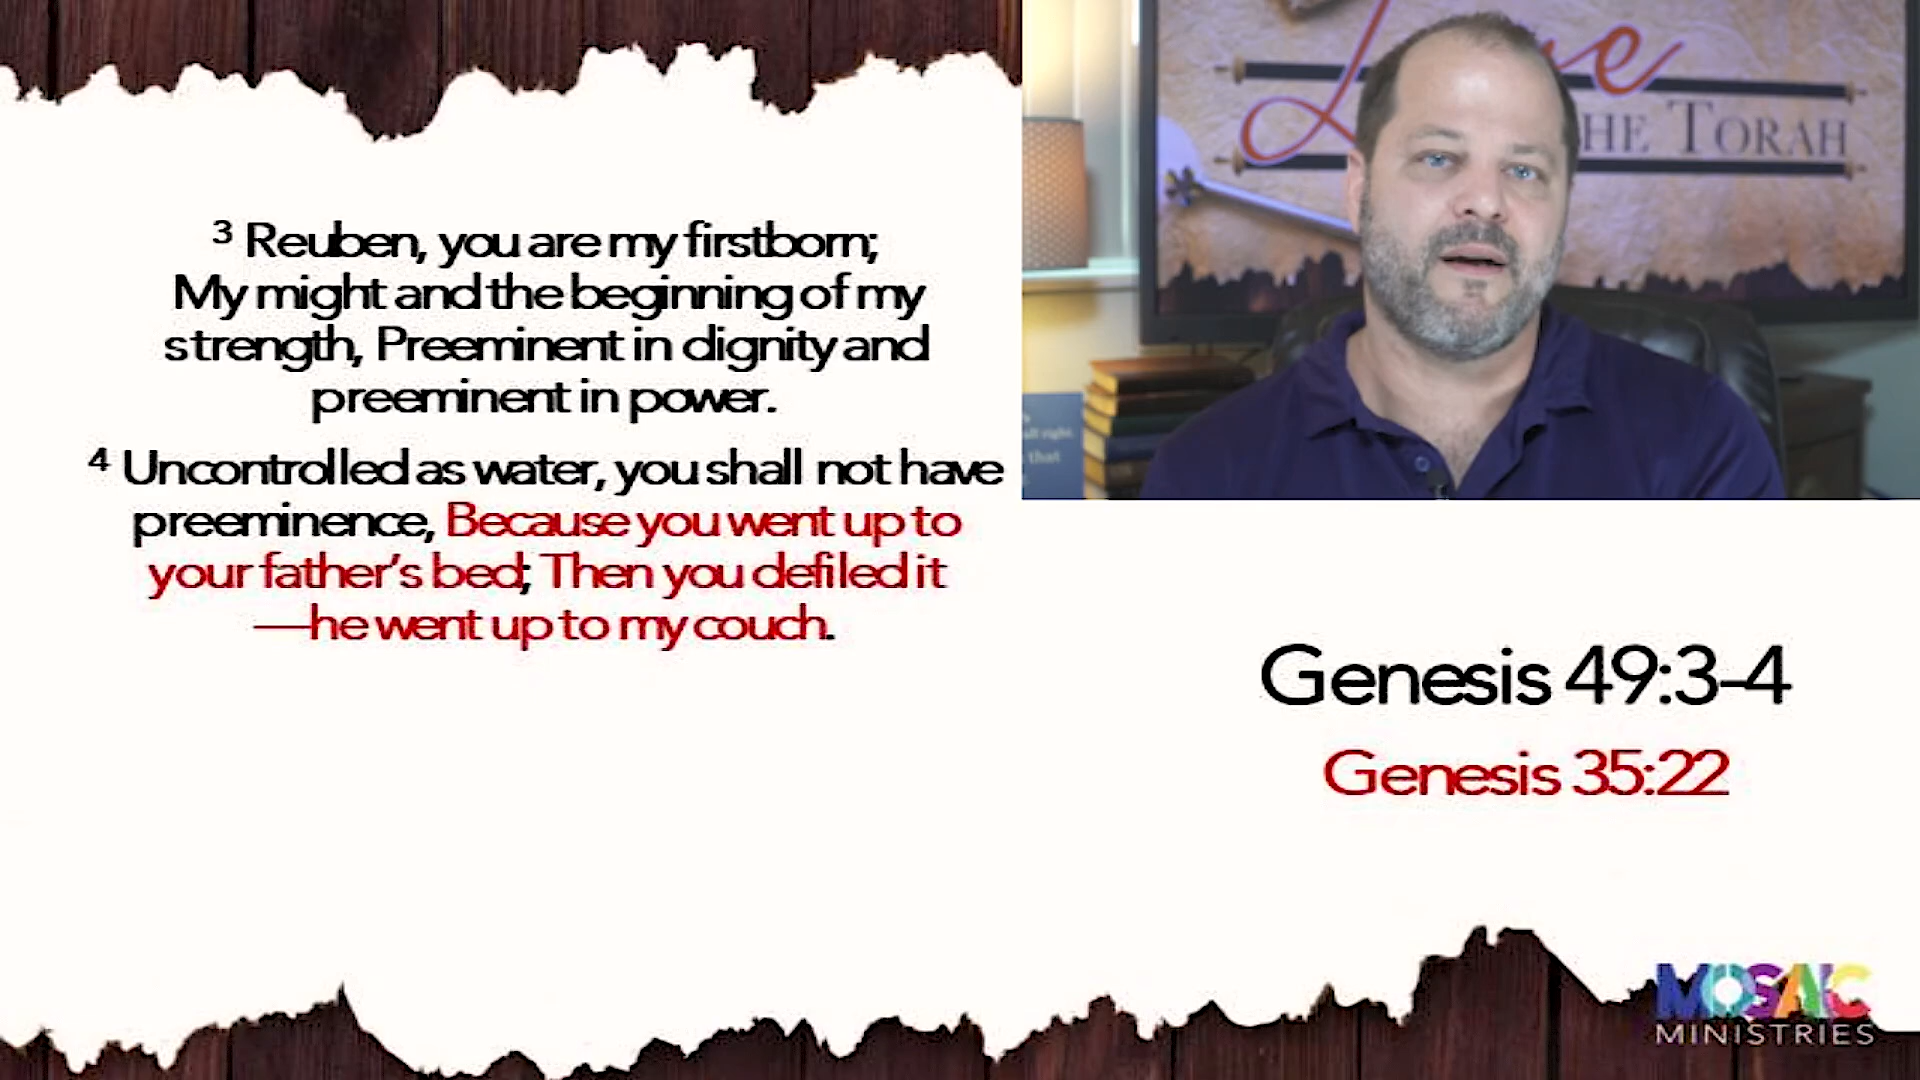 ³ Reuben, you are my firstborn;
My might and the beginning of my
strength, Preeminent in dignity and
preeminent in power.
⁴ Uncontrolled as water, you shall not have
preeminence, Because you went up to
your father’s bed; Then you defiled it
—he went up to my couch.
HE TORAH
all right.
that
Genesis 49:3-4
Genesis 35:22
MOSAIC
MINISTRIES